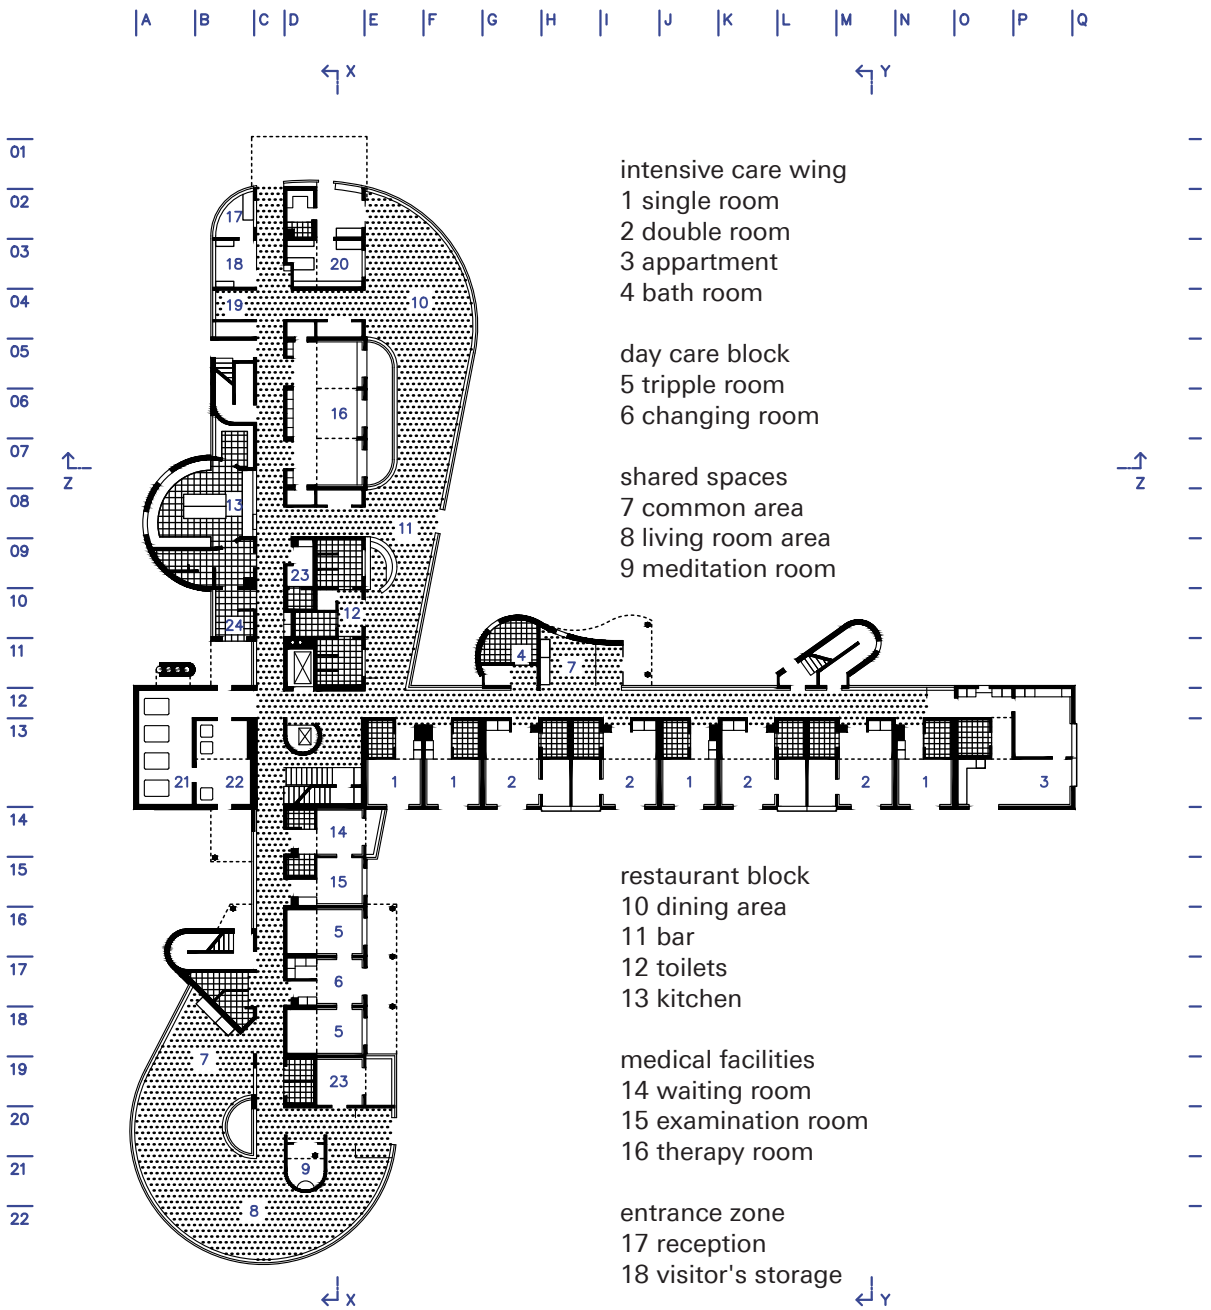 A B C D E F G H I J K L M N O P Q
X Y
01
02
03
04
05
06
07
08
09
10
11
12
13
14
15
16
17
18
19
20
21
22
Z Z
intensive care wing
1 single room
2 double room
3 appartment
4 bath room
day care block
5 tripple room
6 changing room
shared spaces
7 common area
8 living room area
9 meditation room
17
18 20
19 10
16
13
11
23
12
24
4
7
21 22 1 1 2 2 1 2 2 1 3
14
15
5
6
5
7
23
9
8
restaurant block
10 dining area
11 bar
12 toilets
13 kitchen
medical facilities
14 waiting room
15 examination room
16 therapy room
entrance zone
17 reception
18 visitor's storage
X Y